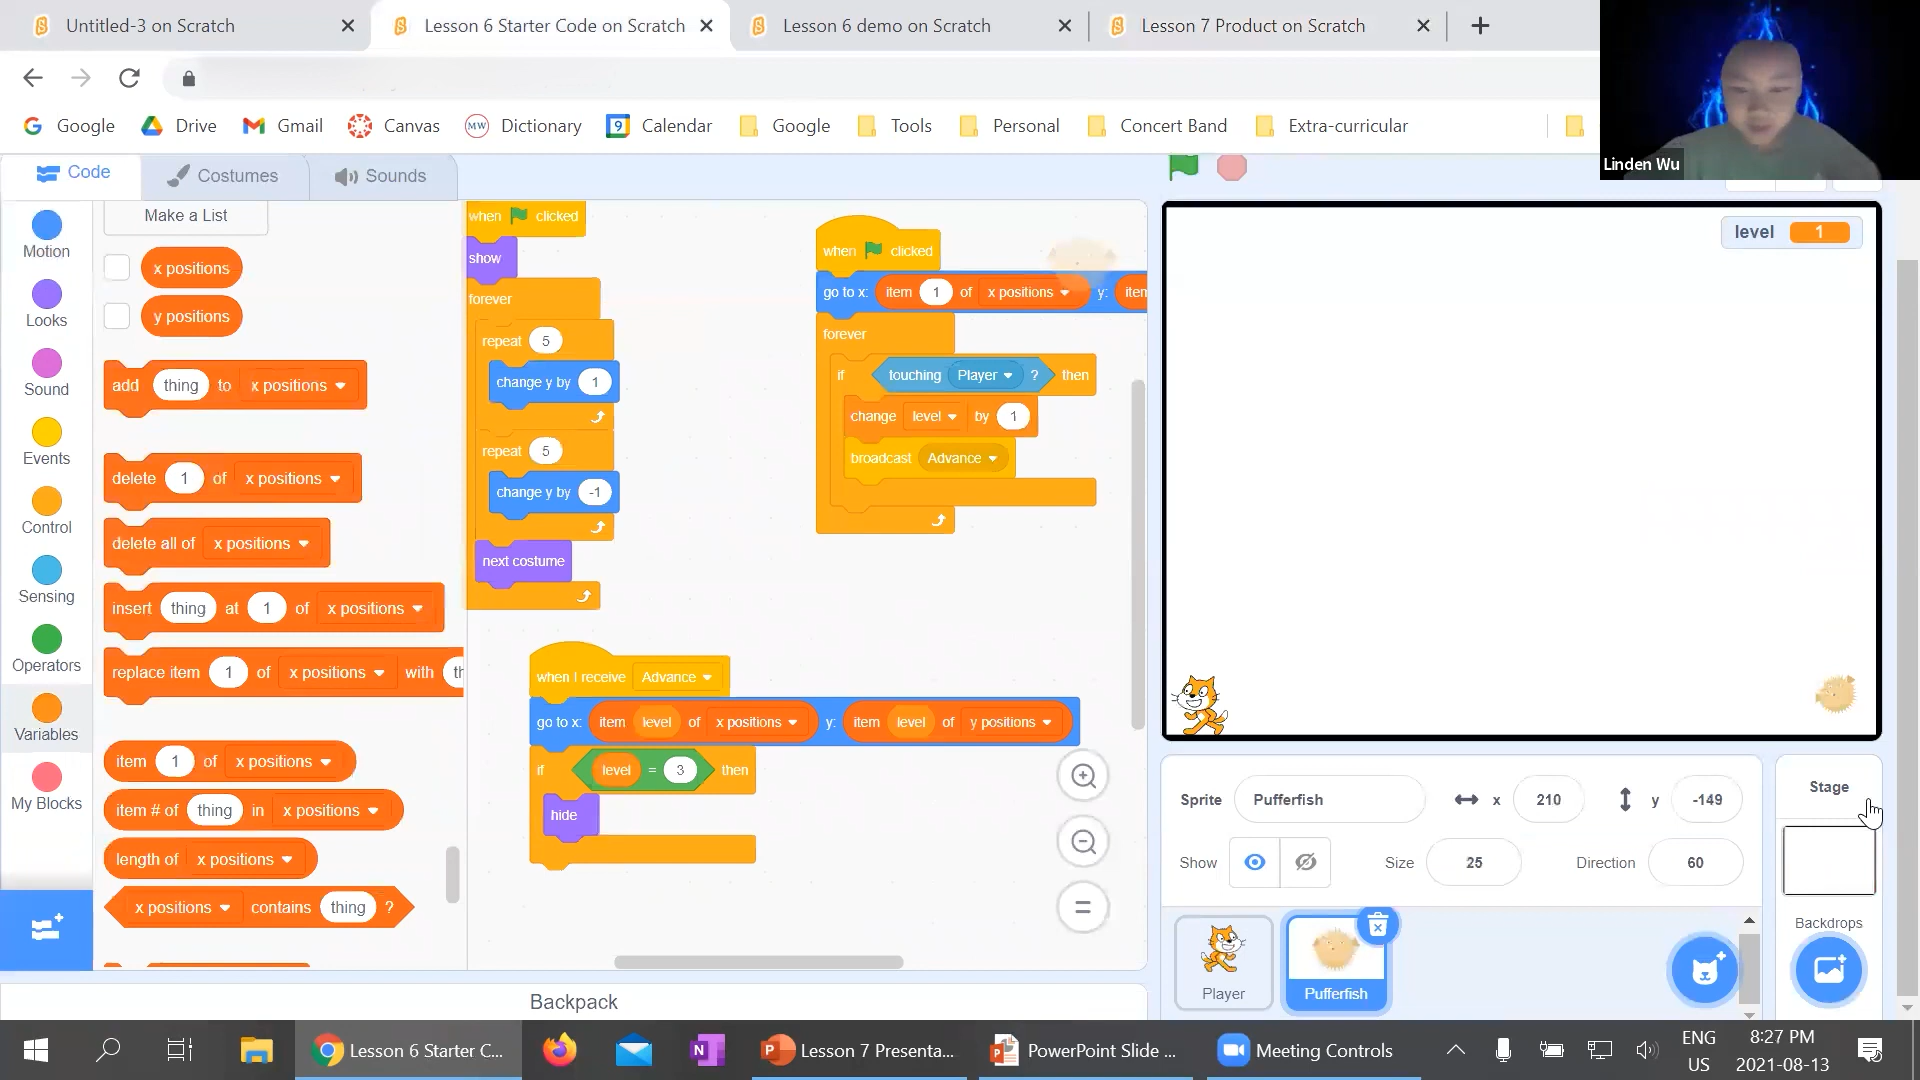 Untitled-3 on Scratch
Lesson 6 Starter Code on Scratch
Lesson 6 demo on Scratch
Lesson 7 Product on Scratch
Google
Drive
Gmail
Canvas
MW
Dictionary
9
Calendar
Google
Tools
Personal
Concert Band
Extra-curricular
Linden Wu
Code
Costumes
Sounds
Motion
Looks
Sound
Events
Control
Sensing
Operators
Variables
My Blocks
Make a List
x positions
y positions
add thing to x positions
delete 1 of x positions
delete all of x positions
insert thing at 1 of x positions
replace item 1 of x positions with
item 1 of x positions
item # of thing in x positions
length of x positions
x positions contains thing ?
when clicked
show
forever
repeat 5
change y by 1
repeat 5
change y by -1
next costume
when clicked
go to x: item 1 of x positions y:
forever
if touching Player ? then
change level by 1
broadcast Advance
when I receive Advance
go to x: item level of x positions y: item level of y positions
if level = 3 then
hide
Backpack
level 1
Sprite Pufferfish x 210 y -149
Show Size 25 Direction 60
Player
Pufferfish
Stage
Backdrops
Lesson 6 Starter C...
N
P
Lesson 7 Presenta...
PowerPoint Slide ...
Meeting Controls
ENG
US
8:27 PM
2021-08-13